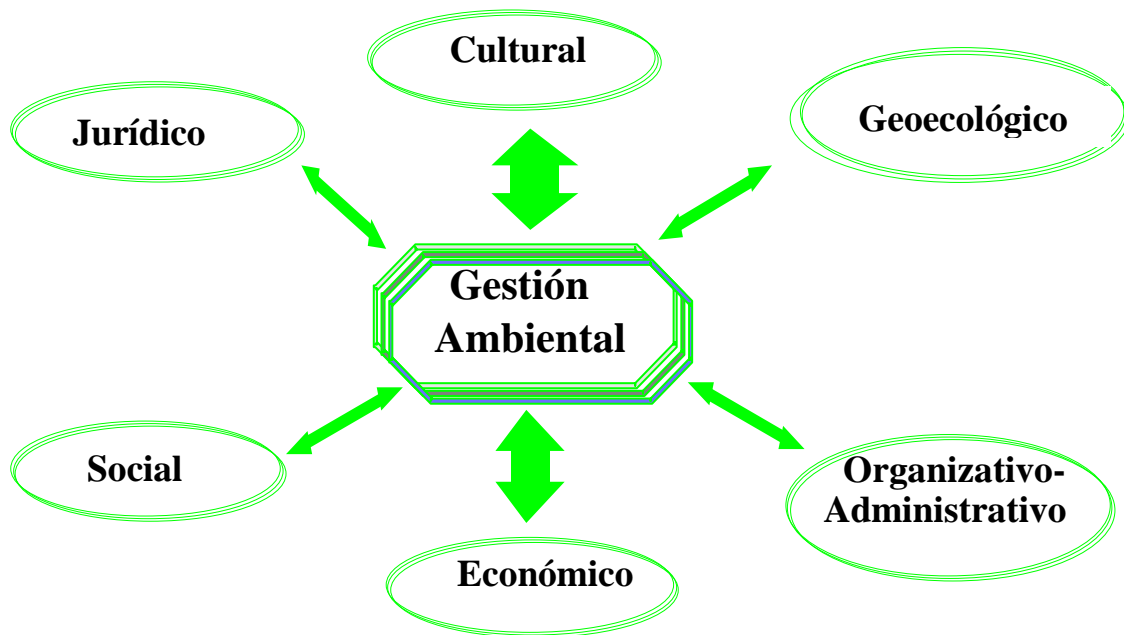 Cultural
Jurídico
Geoecológico
Gestión
Ambiental
Social
Organizativo-
Administrativo
Económico